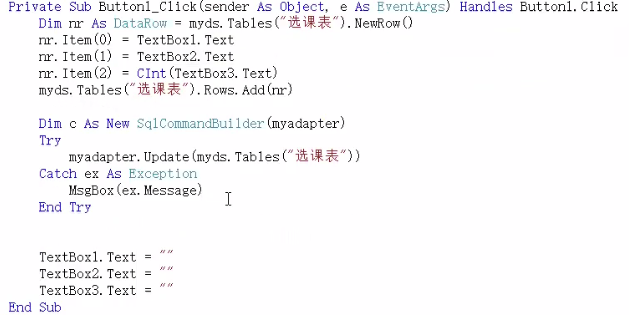 Private Sub Button1_Click(sender As Object, e As EventArgs) Handles Button1.Click
Dim nr As DataRow = myds.Tables("选课表").NewRow()
nr.Item(0) = TextBox1.Text
nr.Item(1) = TextBox2.Text
nr.Item(2) = CInt(TextBox3.Text)
myds.Tables("选课表").Rows.Add(nr)
Dim c As New SqlCommandBuilder(myadapter)
Try
myadapter.Update(myds.Tables("选课表"))
Catch ex As Exception
MsgBox(ex.Message)
End Try
TextBox1.Text = ""
TextBox2.Text = ""
TextBox3.Text = ""
End Sub